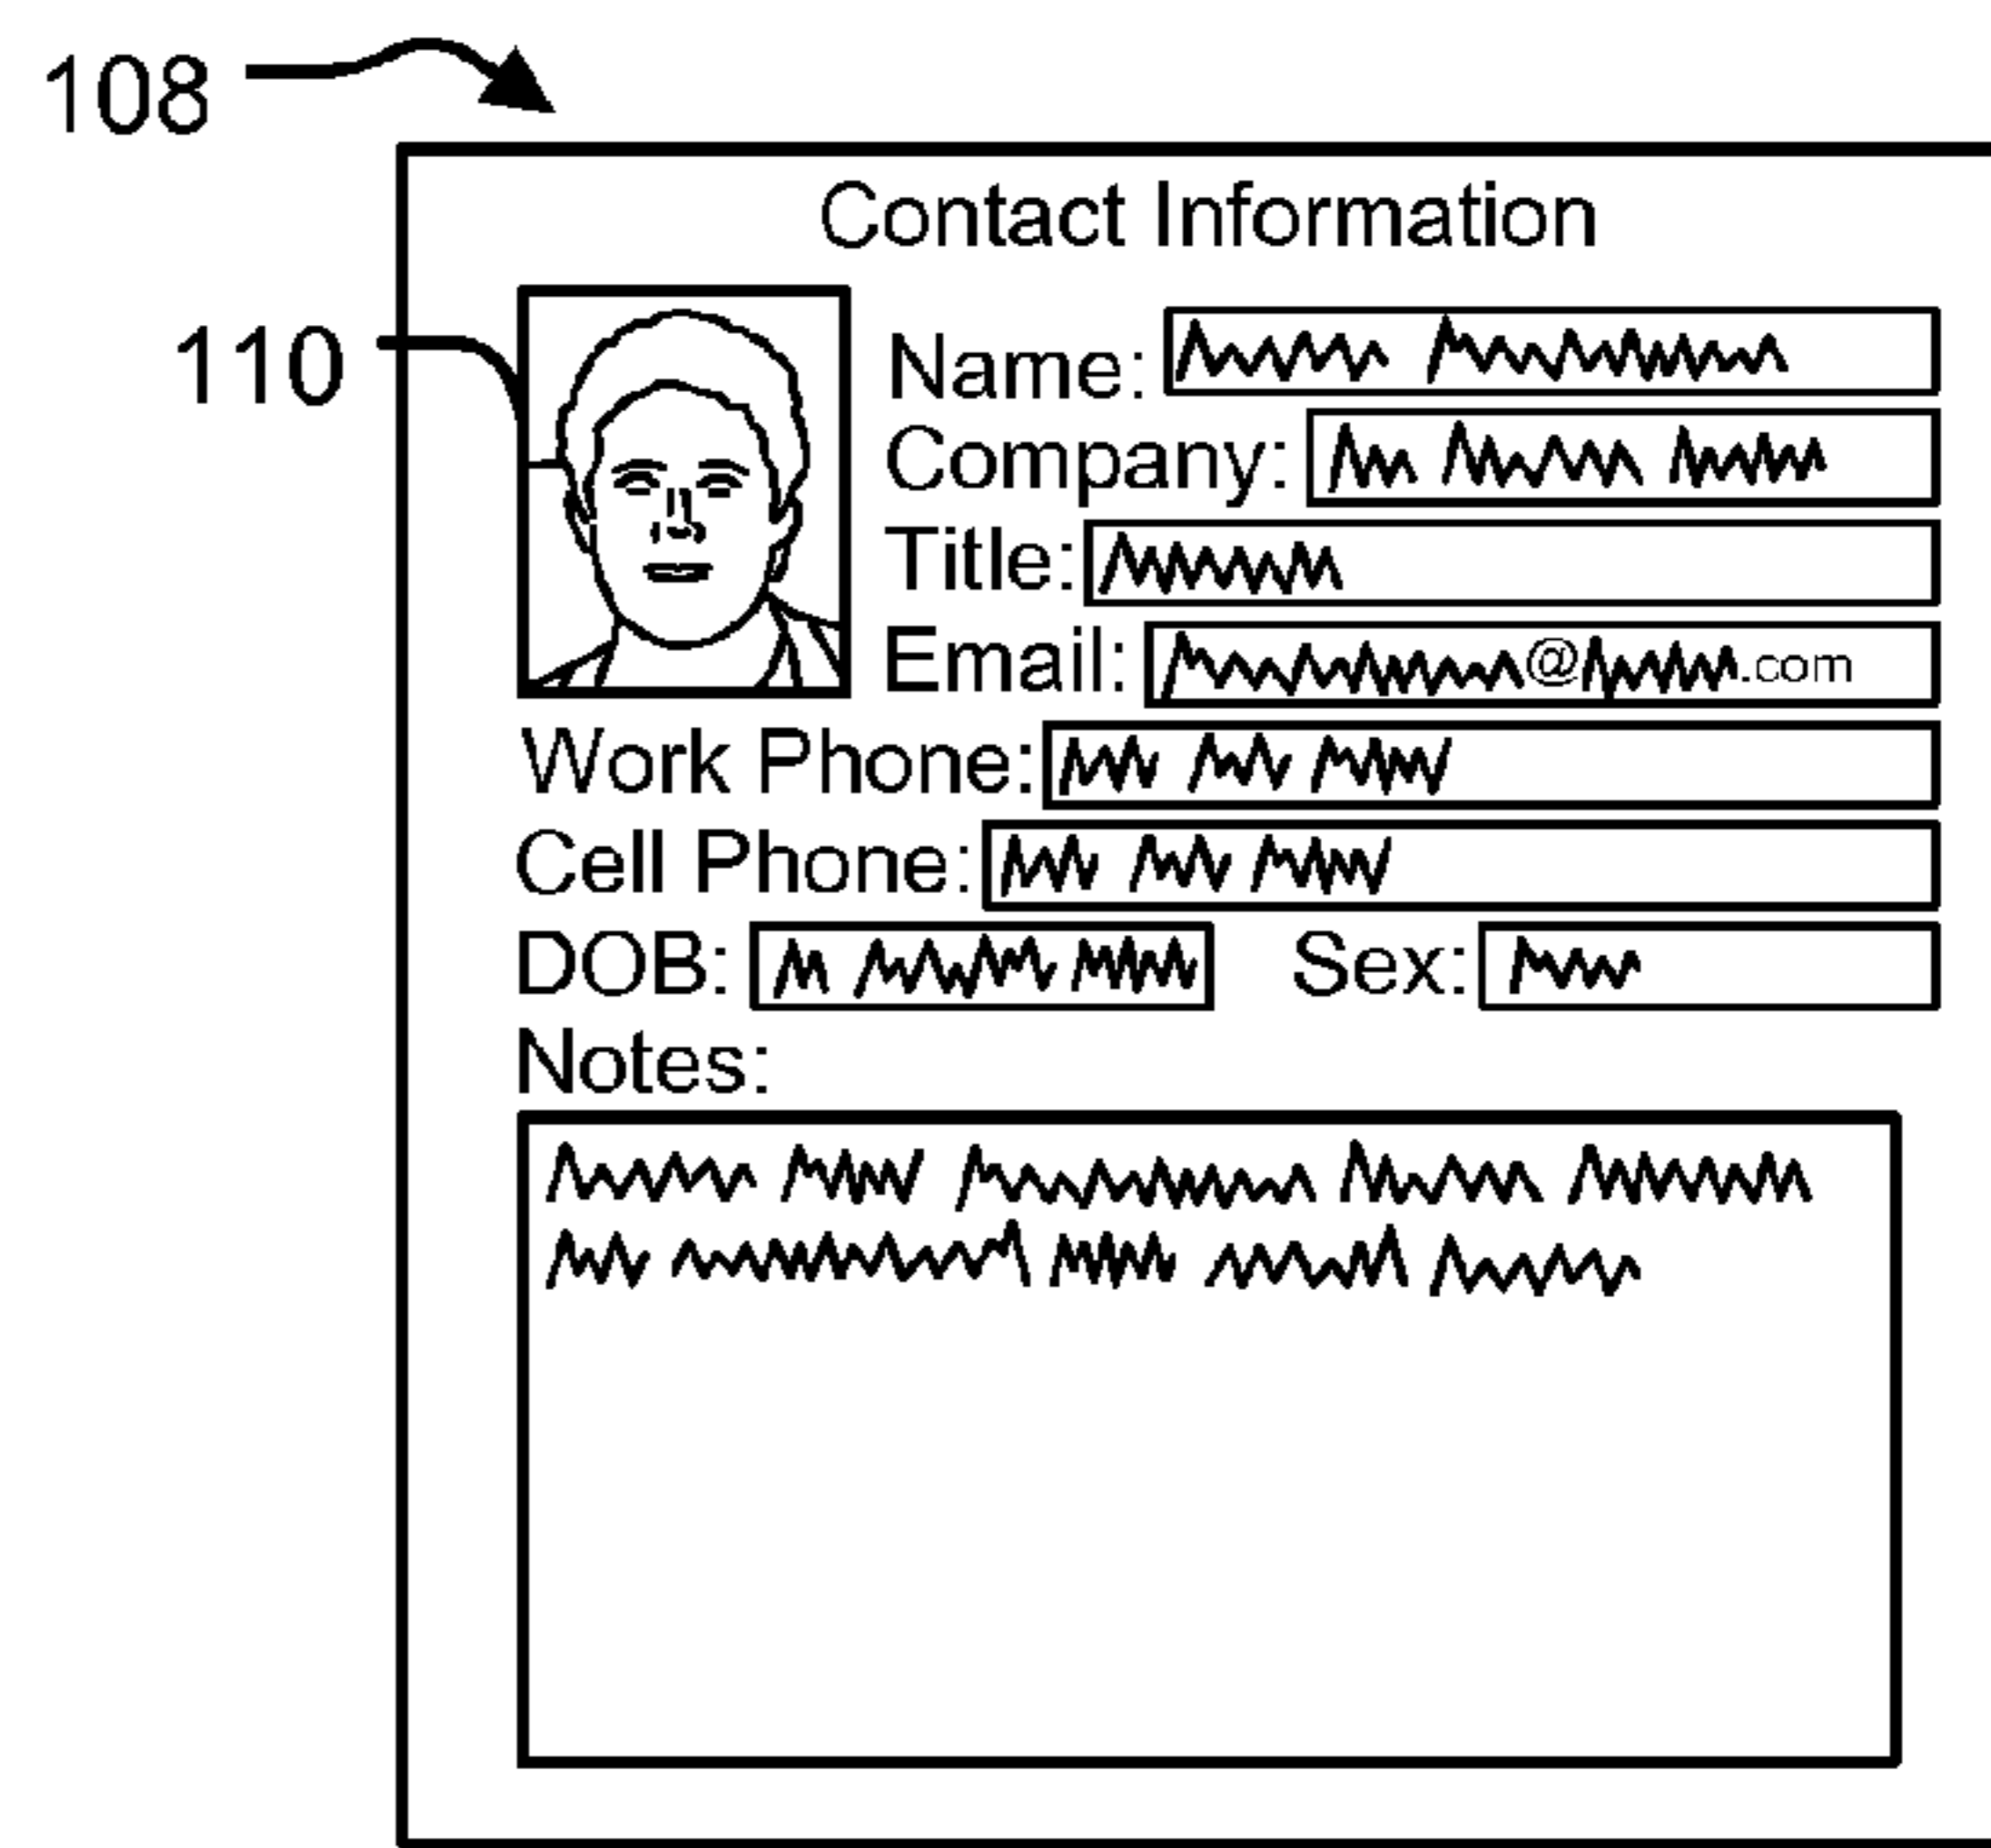 108
Contact Information
110
Name:
Company:
Title:
Email: @ .com
Work Phone:
Cell Phone:
DOB: Sex:
Notes: